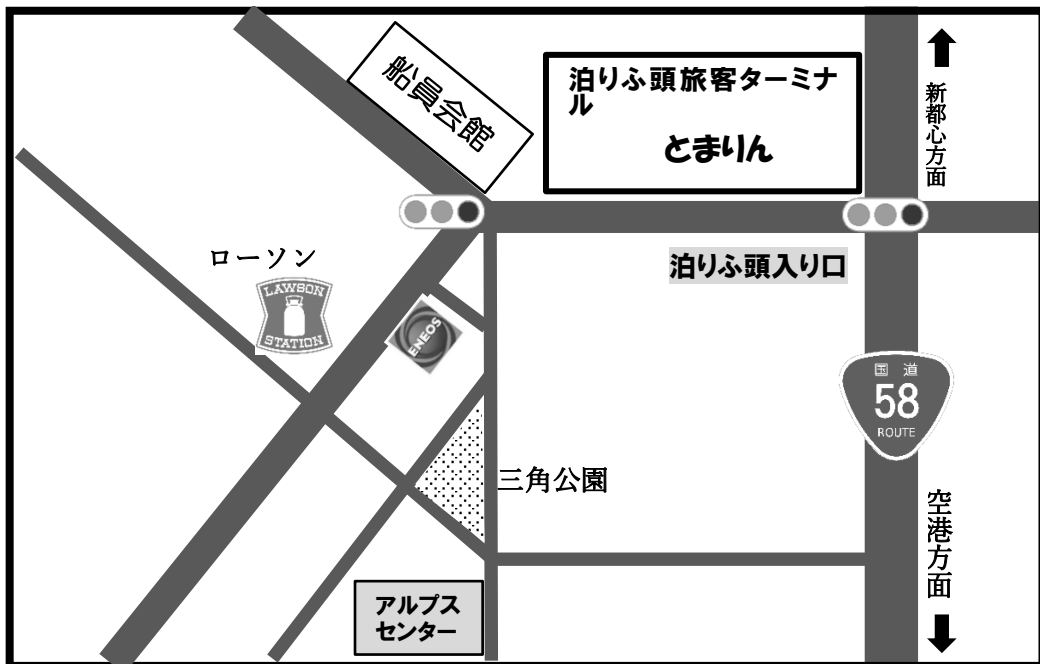 船員会館
泊りふ頭旅客ターミナ
ル
とまりん
新都心方面
ローソン
LAWSON
STATION
ENEOS
泊りふ頭入り口
国道
58
ROUTE
三角公園
空港方面
アルプス
センター